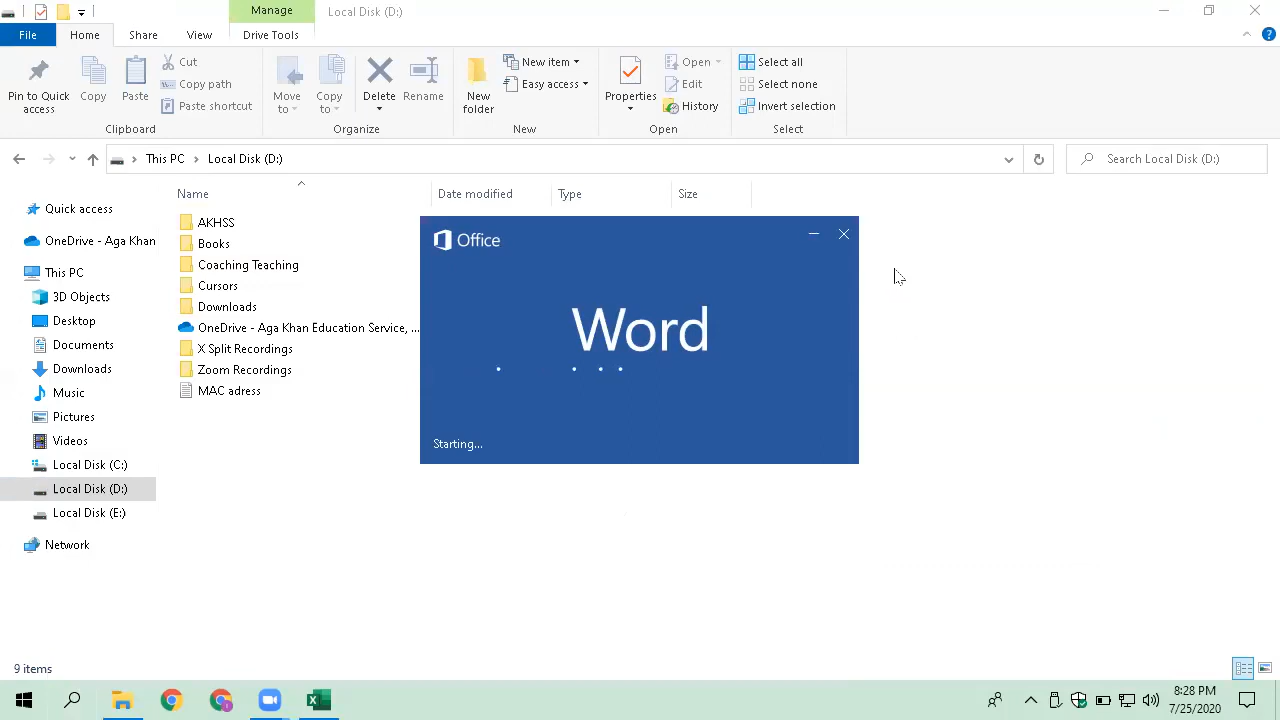 Manage
Local Disk (D:)
File
Home
Share
View
Drive Tools
Pin to Quick access
Copy
Paste
Cut
Copy path
Paste shortcut
Clipboard
Move to
Copy to
Delete
Rename
Organize
New folder
New item
Easy access
New
Properties
Open
Edit
History
Open
Select all
Select none
Invert selection
Select
This PC
Local Disk (D:)
Search Local Disk (D:)
Name
Date modified
Type
Size
Quick access
OneDrive - Aga Khan
This PC
3D Objects
Desktop
Documents
Downloads
Music
Pictures
Videos
Local Disk (C:)
Local Disk (D:)
Local Disk (E:)
Network
AKHSS
Books
Coaching Teaching
Cursors
Downloads
OneDrive - Aga Khan Education Service, ...
X Split Recordings
Zoom Recordings
MAC adress
Office
Word
Starting...
9 items
8:28 PM
7/25/2020